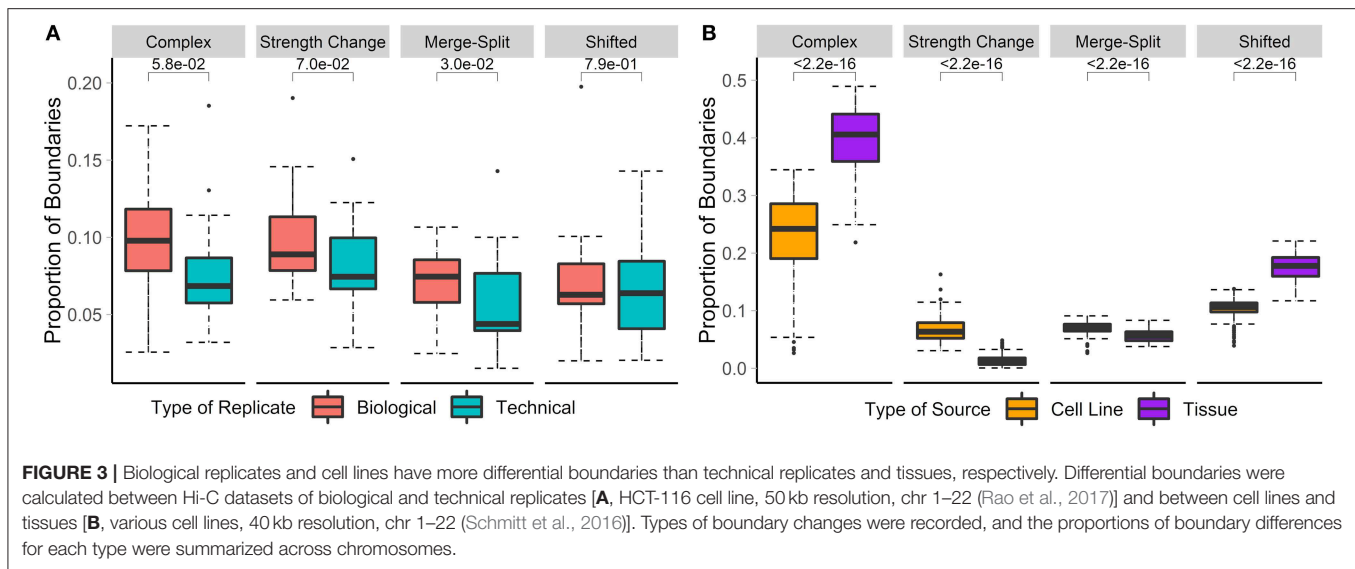 A
Complex Strength Change Merge-Split Shifted
5.8e-02 7.0e-02 3.0e-02 7.9e-01
0.20
0.15
0.10
0.05
Proportion of Boundaries
Type of Replicate Biological Technical
B
Complex Strength Change Merge-Split Shifted
<2.2e-16 <2.2e-16 <2.2e-16 <2.2e-16
0.5
0.4
0.3
0.2
0.1
0.0
Proportion of Boundaries
Type of Source Cell Line Tissue
FIGURE 3 | Biological replicates and cell lines have more differential boundaries than technical replicates and tissues, respectively. Differential boundaries were
calculated between Hi-C datasets of biological and technical replicates [A, HCT-116 cell line, 50 kb resolution, chr 1–22 (Rao et al., 2017)] and between cell lines and
tissues [B, various cell lines, 40 kb resolution, chr 1–22 (Schmitt et al., 2016)]. Types of boundary changes were recorded, and the proportions of boundary differences
for each type were summarized across chromosomes.